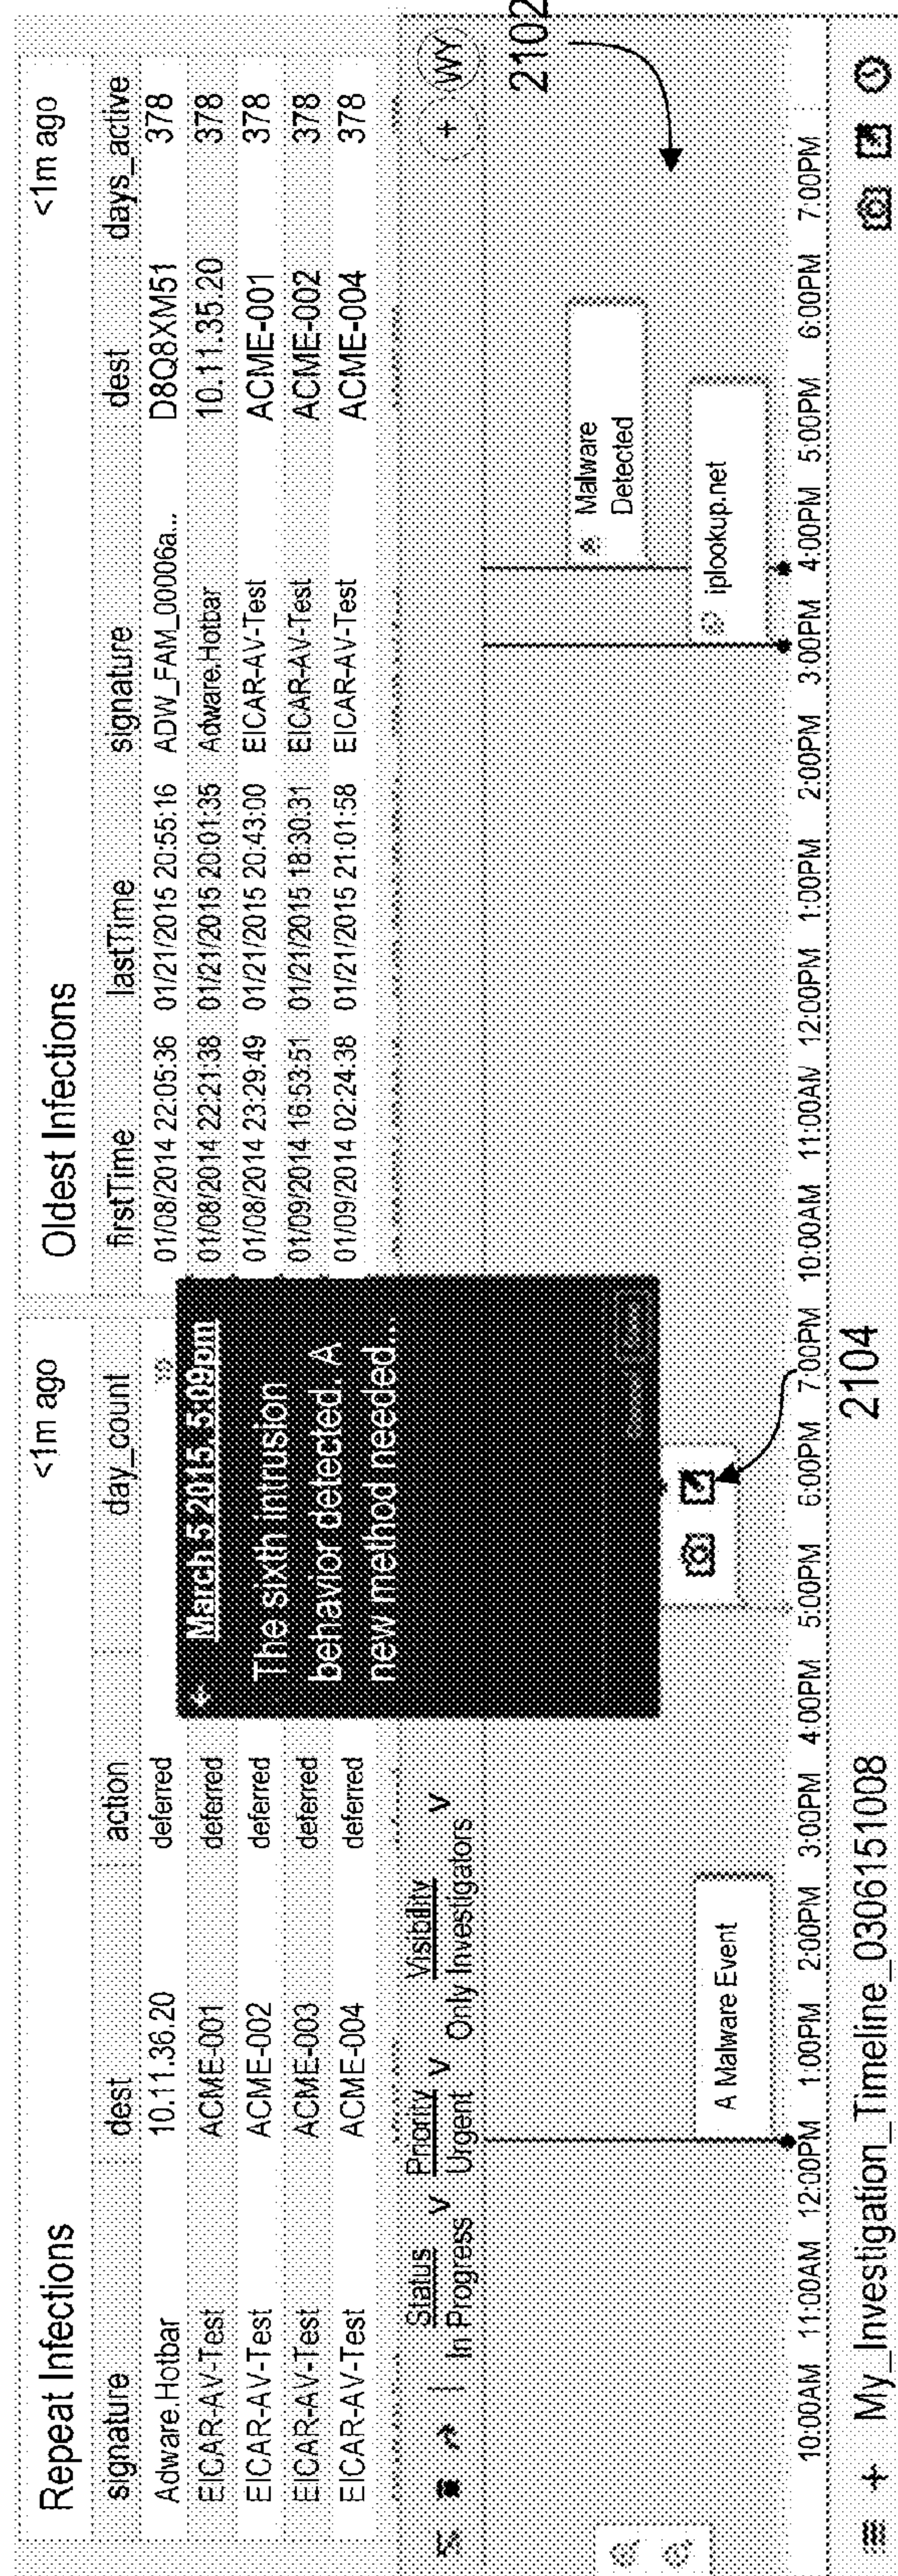 Repeat Infections <1m ago
signature dest action day_count
Adware.Hotbar 10.11.36.20 deferred
EICAR-AV-Test ACME-001 deferred
EICAR-AV-Test ACME-002 deferred
EICAR-AV-Test ACME-003 deferred
EICAR-AV-Test ACME-004 deferred
Oldest Infections <1m ago
firstTime lastTime signature dest days_active
01/08/2014 22:05:36 01/21/2015 20:55:16 ADW_FAM_00006a... D8Q8XM51 378
01/08/2014 22:21:38 01/21/2015 20:01:35 Adware.Hotbar 10.11.35.20 378
01/08/2014 23:29:49 01/21/2015 20:43:00 EICAR-AV-Test ACME-001 378
01/09/2014 16:53:51 01/21/2015 18:30:31 EICAR-AV-Test ACME-002 378
01/09/2014 02:24:38 01/21/2015 21:01:58 EICAR-AV-Test ACME-004 378
March 5 2015, 5:09pm
The sixth intrusion
behavior detected. A
new method needed...
Status v Priority v Visibility v
In Progress Urgent Only Investigators
+ WY
2102
Malware
Detected
iplookup.net
A Malware Event
10:00AM 11:00AM 12:00PM 1:00PM 2:00PM 3:00PM 4:00PM 5:00PM 6:00PM 7:00PM 10:00AM 11:00AM 12:00PM 1:00PM 2:00PM 3:00PM 4:00PM 5:00PM 6:00PM 7:00PM
2104
+ My_Investigation_Timeline_0306151008